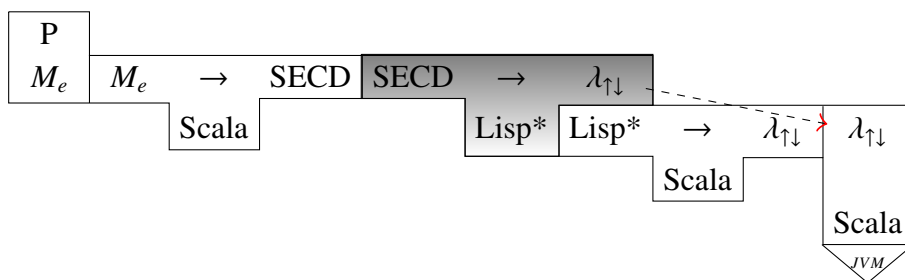 P
M_e M_e → SECD SECD → λ↑↓
Scala Lisp* Lisp* → λ↑↓ λ↑↓
Scala Scala
JVM